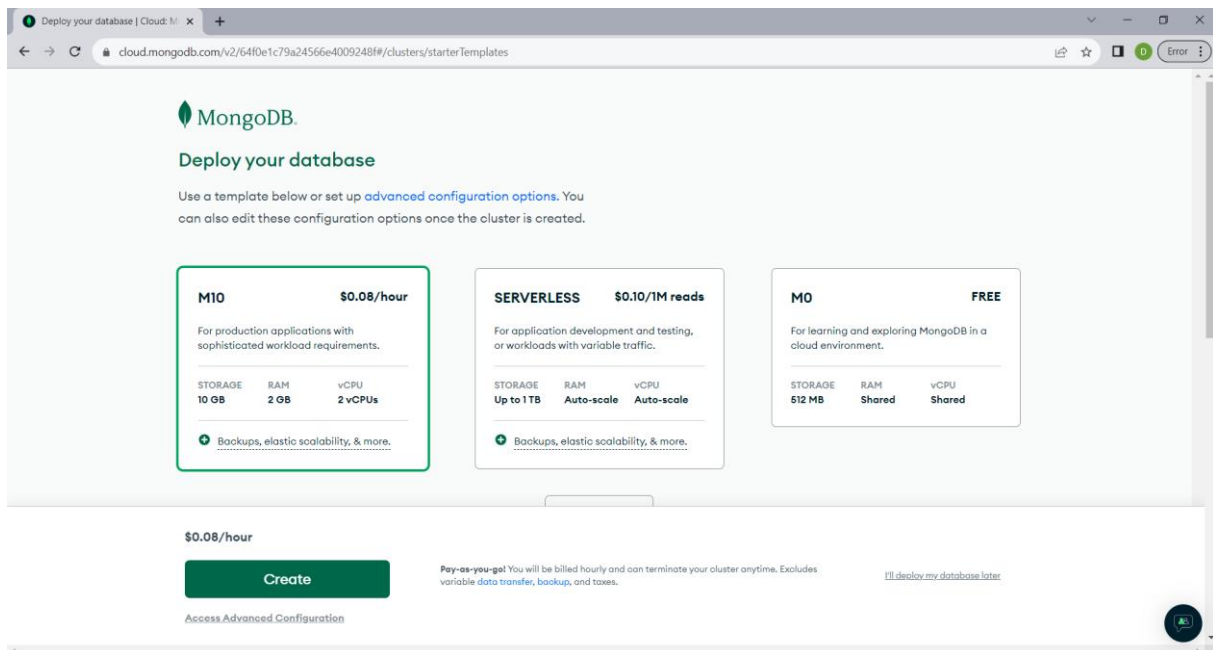 Deploy your database | Cloud: M
cloud.mongodb.com/v2/64f0e1c79a24566e4009248f#/clusters/starterTemplates
D
Error
MongoDB.
Deploy your database
Use a template below or set up advanced configuration options. You
can also edit these configuration options once the cluster is created.
M10 $0.08/hour
For production applications with
sophisticated workload requirements.
STORAGE RAM vCPU
10 GB 2 GB 2 vCPUs
Backups, elastic scalability, & more.
SERVERLESS $0.10/1M reads
For application development and testing,
or workloads with variable traffic.
STORAGE RAM vCPU
Up to 1 TB Auto-scale Auto-scale
Backups, elastic scalability, & more.
M0 FREE
For learning and exploring MongoDB in a
cloud environment.
STORAGE RAM vCPU
512 MB Shared Shared
$0.08/hour
Create
Access Advanced Configuration
Pay-as-you-go! You will be billed hourly and can terminate your cluster anytime. Excludes
variable data transfer, backup, and taxes.
I'll deploy my database later